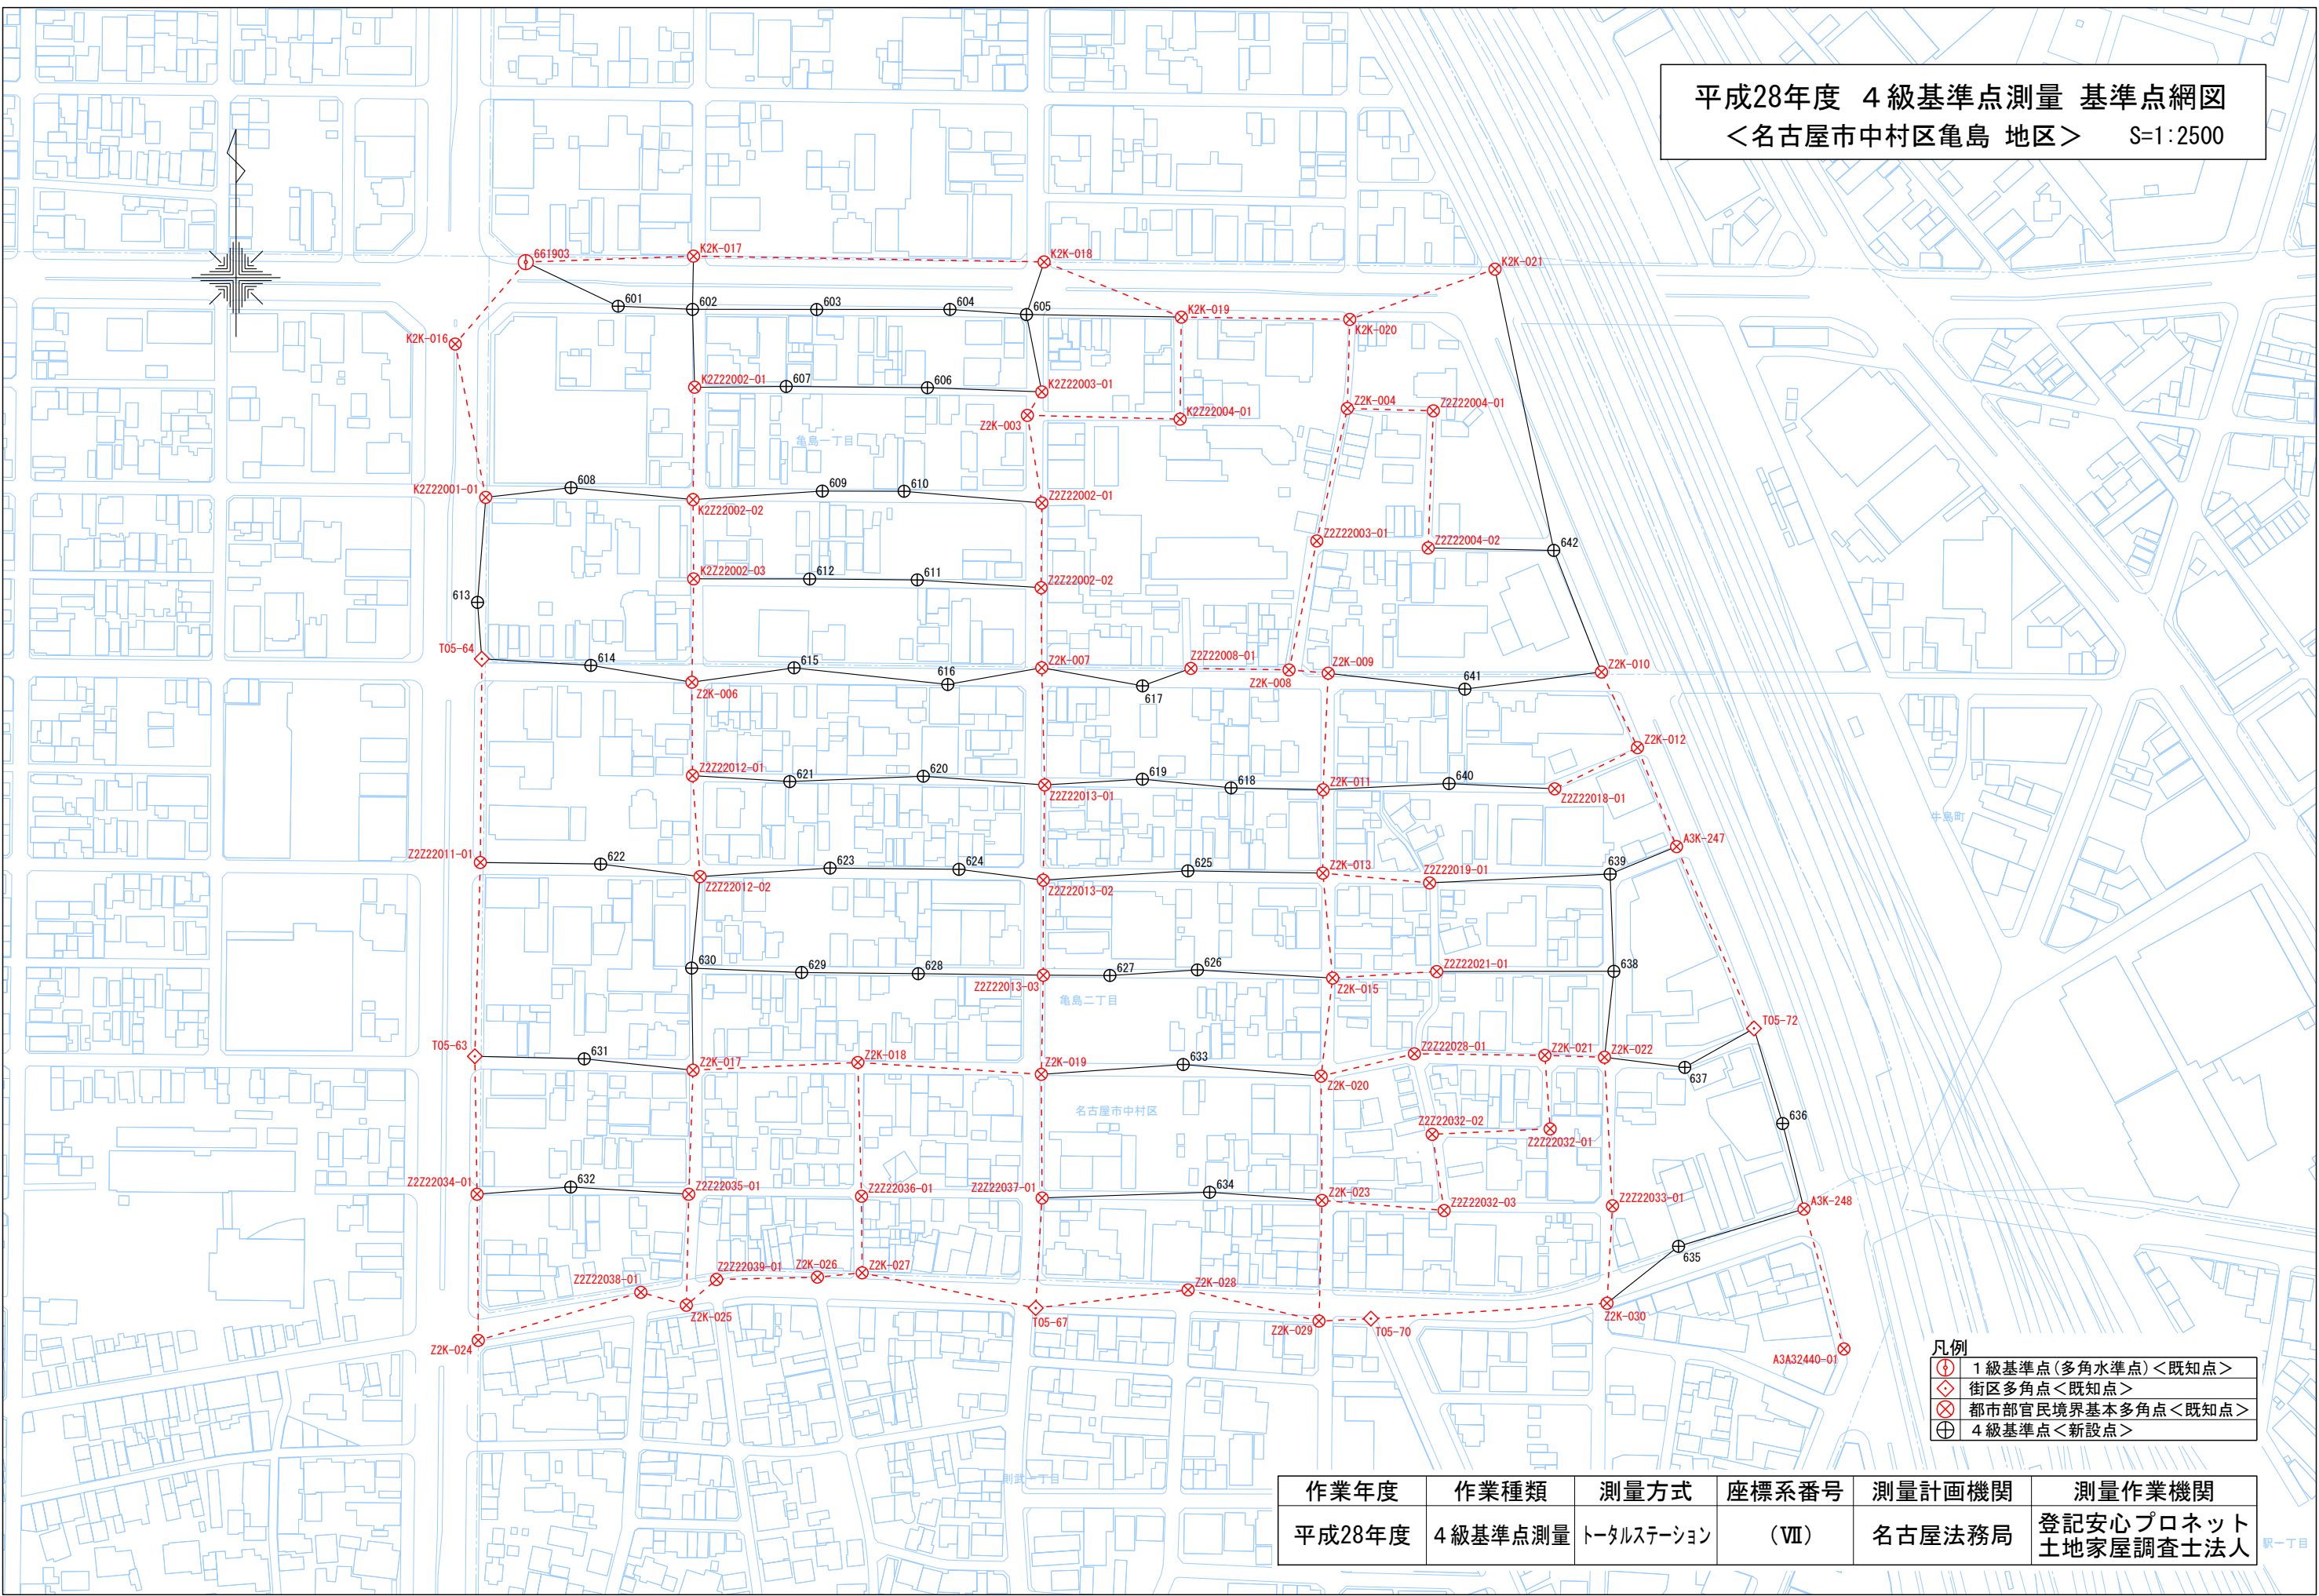 平成28年度 ４級基準点測量 基準点網図
＜名古屋市中村区亀島 地区＞ S=1:2500
661903
K2K-017
K2K-018
K2K-021
601
602
603
604
605
K2K-019
K2K-020
K2K-016
K2Z22002-01
607
606
K2Z22003-01
Z2K-003
K2Z22004-01
Z2K-004
Z2Z22004-01
亀島一丁目
K2Z22001-01
608
K2Z22002-02
609
610
Z2Z22002-01
Z2Z22003-01
Z2Z22004-02
642
K2Z22002-03
612
611
Z2Z22002-02
613
T05-64
614
Z2K-006
615
616
Z2K-007
617
Z2Z22008-01
Z2K-008
Z2K-009
641
Z2K-010
Z2K-012
Z2Z22012-01
621
620
Z2Z22013-01
619
618
Z2K-011
640
Z2Z22018-01
牛島町
A3K-247
Z2Z22011-01
622
Z2Z22012-02
623
624
Z2Z22013-02
625
Z2K-013
Z2Z22019-01
639
630
629
628
Z2Z22013-03
627
626
Z2K-015
Z2Z22021-01
638
亀島二丁目
T05-72
T05-63
631
Z2K-017
Z2K-018
Z2K-019
633
Z2K-020
Z2Z22028-01
Z2K-021
Z2K-022
637
名古屋市中村区
Z2Z22032-02
Z2Z22032-01
636
Z2Z22034-01
632
Z2Z22035-01
Z2Z22036-01
Z2Z22037-01
634
Z2K-023
Z2Z22032-03
Z2Z22033-01
A3K-248
635
Z2Z22038-01
Z2Z22039-01
Z2K-026
Z2K-027
Z2K-028
Z2K-025
T05-67
Z2K-029
T05-70
Z2K-030
Z2K-024
A3A32440-01
凡例
１級基準点(多角水準点)＜既知点＞
街区多角点＜既知点＞
都市部官民境界基本多角点＜既知点＞
４級基準点＜新設点＞
則武一丁目
作業年度 作業種類 測量方式 座標系番号 測量計画機関 測量作業機関
平成28年度 ４級基準点測量 トータルステーション （Ⅶ） 名古屋法務局 登記安心プロネット
土地家屋調査士法人
駅一丁目